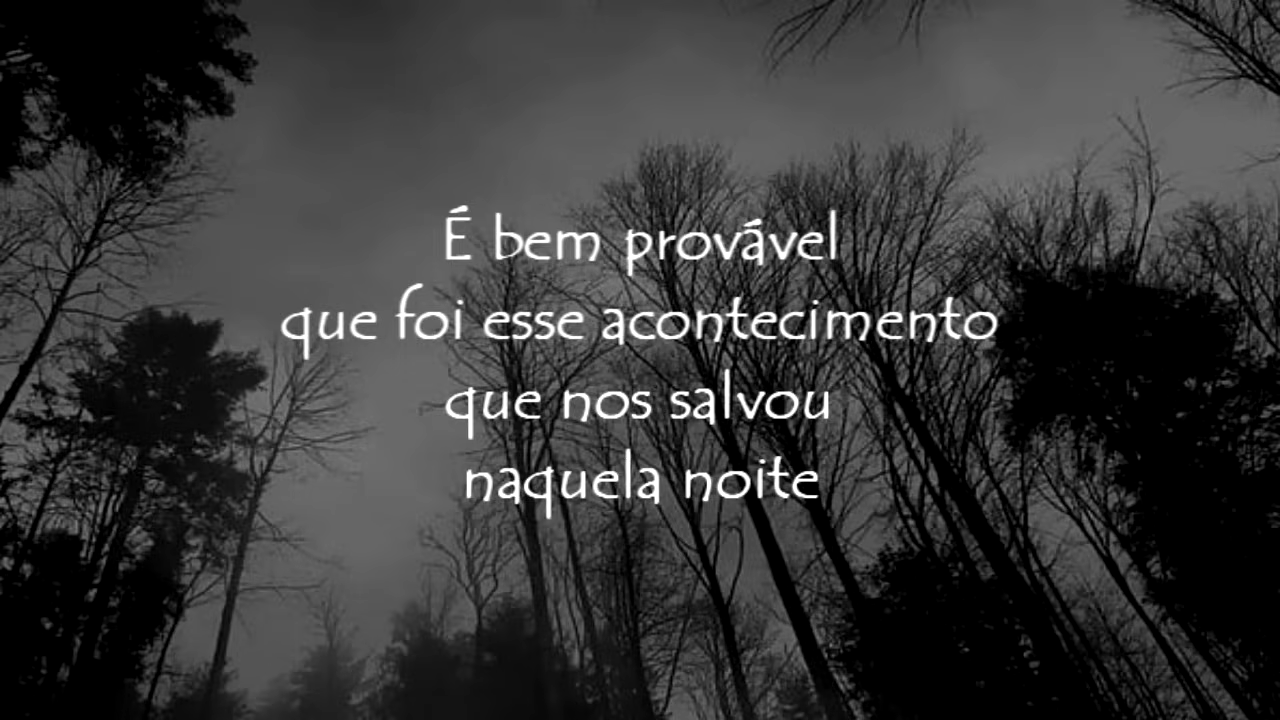 É bem provável
que foi esse acontecimento
que nos salvou
naquela noite